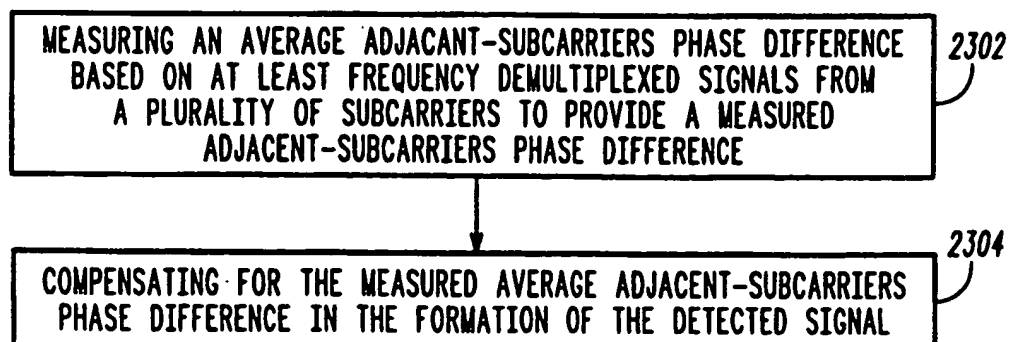 MEASURING AN AVERAGE ADJACANT-SUBCARRIERS PHASE DIFFERENCE
BASED ON AT LEAST FREQUENCY DEMULTIPLEXED SIGNALS FROM
A PLURALITY OF SUBCARRIERS TO PROVIDE A MEASURED
ADJACENT-SUBCARRIERS PHASE DIFFERENCE
2302
COMPENSATING FOR THE MEASURED AVERAGE ADJACENT-SUBCARRIERS
PHASE DIFFERENCE IN THE FORMATION OF THE DETECTED SIGNAL
2304